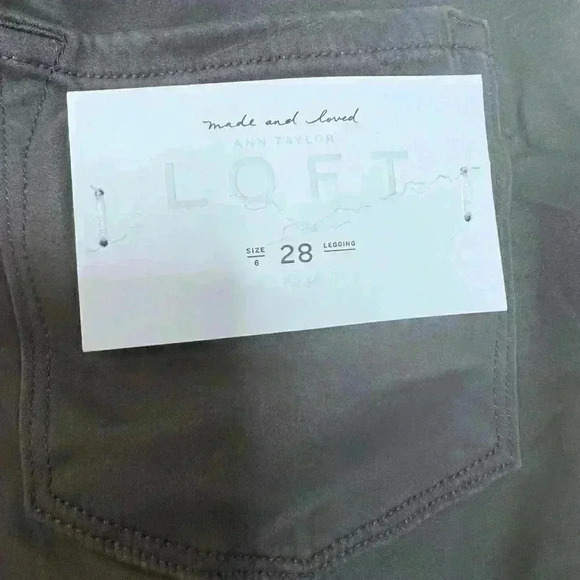 made and loved
ANN TAYLOR
LOFT
SIZE 6 28 LEGGING